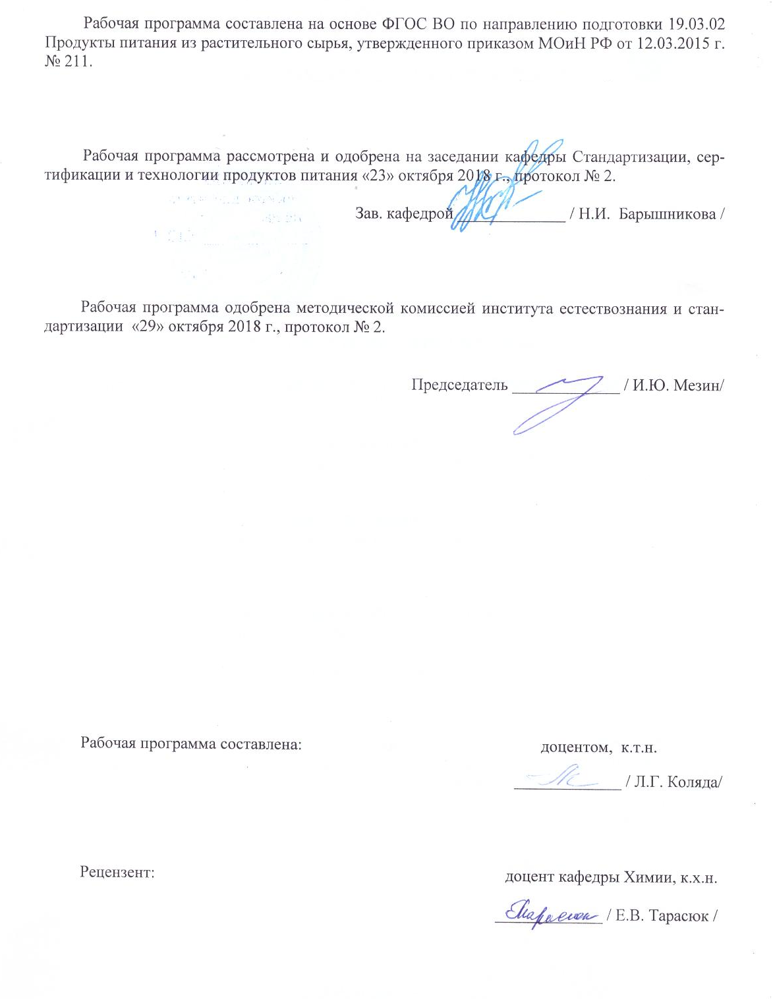 Рабочая программа составлена на основе ФГОС ВО по направлению подготовки 19.03.02
Продукты питания из растительного сырья, утвержденного приказом МОиН РФ от 12.03.2015 г.
№ 211.
Рабочая программа рассмотрена и одобрена на заседании кафедры Стандартизации, сер-
тификации и технологии продуктов питания «23» октября 2018 г., протокол № 2.
Зав. кафедрой _____________ / Н.И. Барышникова /
Рабочая программа одобрена методической комиссией института естествознания и стан-
дартизации «29» октября 2018 г., протокол № 2.
Председатель _____________ / И.Ю. Мезин/
Рабочая программа составлена:
доцентом, к.т.н.
_____________ / Л.Г. Коляда/
Рецензент:
доцент кафедры Химии, к.х.н.
_____________ / Е.В. Тарасюк /